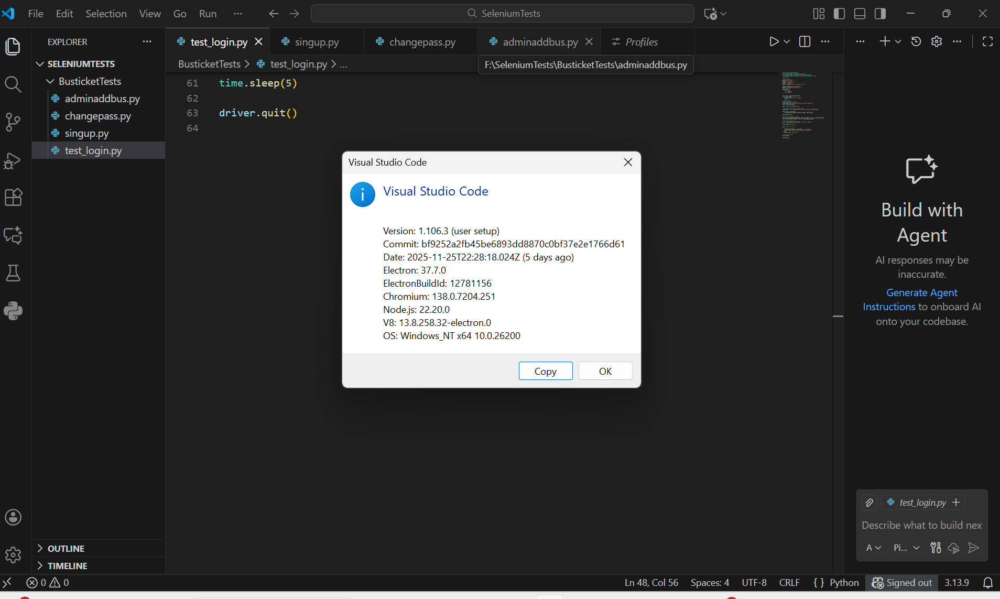 File Edit Selection View Go Run ···
SeleniumTests
EXPLORER ···
SELENIUMTESTS
BusticketTests
adminaddbus.py
changepass.py
singup.py
test_login.py
OUTLINE
TIMELINE
test_login.py singup.py changepass.py adminaddbus.py Profiles
BusticketTests > test_login.py > ...
F:\SeleniumTests\BusticketTests\adminaddbus.py
61 time.sleep(5)
62
63 driver.quit()
64
Visual Studio Code
Visual Studio Code
Version: 1.106.3 (user setup)
Commit: bf9252a2fb45be6893dd8870c0bf37e2e1766d61
Date: 2025-11-25T22:28:18.024Z (5 days ago)
Electron: 37.7.0
ElectronBuildId: 12781156
Chromium: 138.0.7204.251
Node.js: 22.20.0
V8: 13.8.258.32-electron.0
OS: Windows_NT x64 10.0.26200
Copy OK
Build with
Agent
AI responses may be
inaccurate.
Generate Agent
Instructions to onboard AI
onto your codebase.
test_login.py
Describe what to build nex
A Pi...
0 0
Ln 48, Col 56 Spaces: 4 UTF-8 CRLF { } Python Signed out 3.13.9